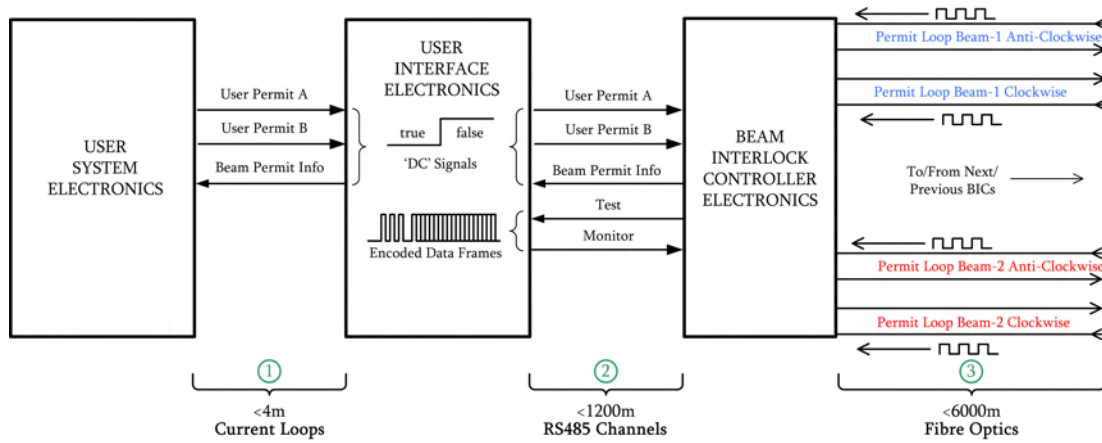 USER
SYSTEM
ELECTRONICS
User Permit A
User Permit B
Beam Permit Info
USER
INTERFACE
ELECTRONICS
true
false
'DC' Signals
Encoded Data Frames
User Permit A
User Permit B
Beam Permit Info
Test
Monitor
BEAM
INTERLOCK
CONTROLLER
ELECTRONICS
Permit Loop Beam-1 Anti-Clockwise
Permit Loop Beam-1 Clockwise
To/From Next/
Previous BICs
Permit Loop Beam-2 Anti-Clockwise
Permit Loop Beam-2 Clockwise
1
<4m
Current Loops
2
<1200m
RS485 Channels
3
<6000m
Fibre Optics